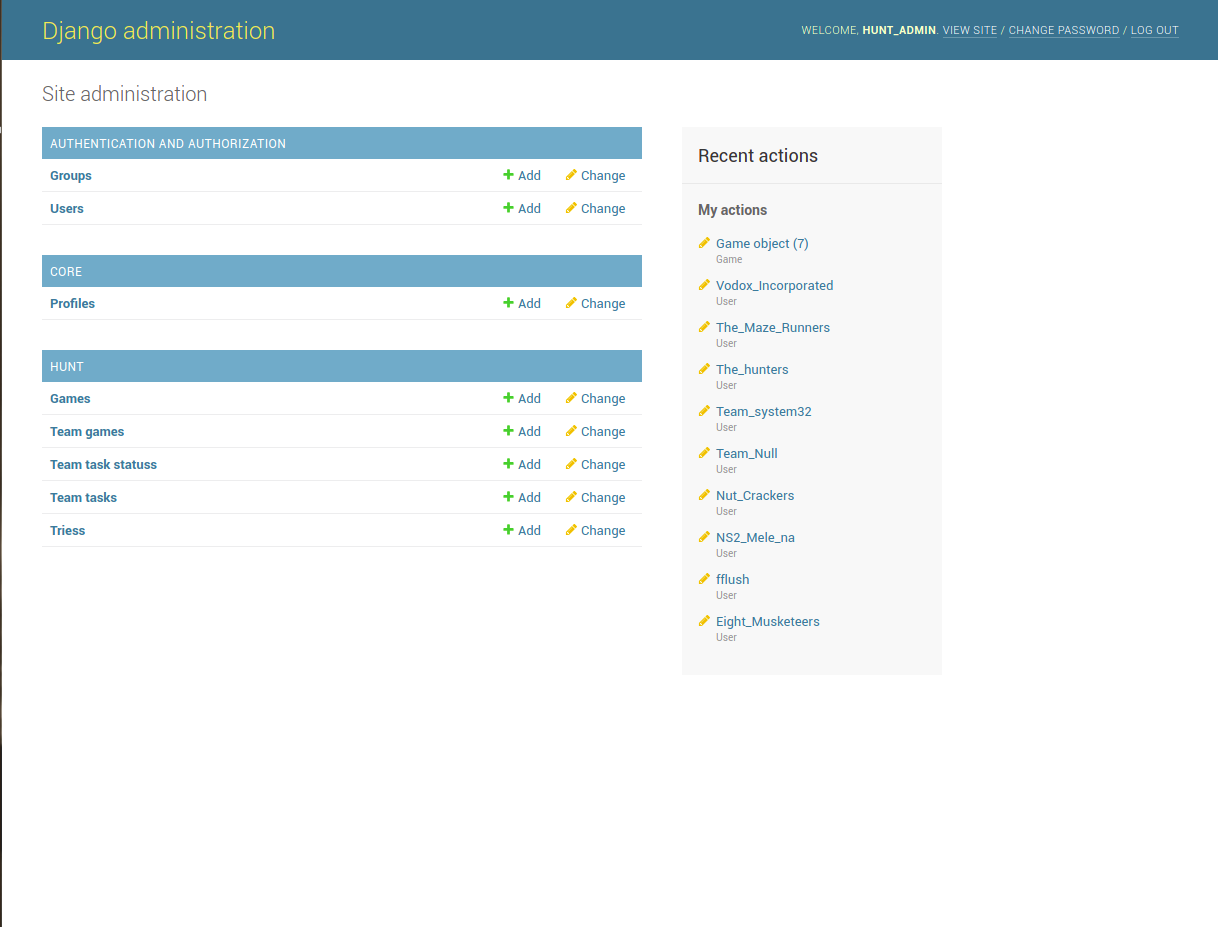 Django administration
WELCOME, HUNT_ADMIN. VIEW SITE / CHANGE PASSWORD / LOG OUT
Site administration
AUTHENTICATION AND AUTHORIZATION
Groups Add Change
Users Add Change
CORE
Profiles Add Change
HUNT
Games Add Change
Team games Add Change
Team task statuss Add Change
Team tasks Add Change
Triess Add Change
Recent actions
My actions
Game object (7)
Game
Vodox_Incorporated
User
The_Maze_Runners
User
The_hunters
User
Team_system32
User
Team_Null
User
Nut_Crackers
User
NS2_Mele_na
User
fflush
User
Eight_Musketeers
User